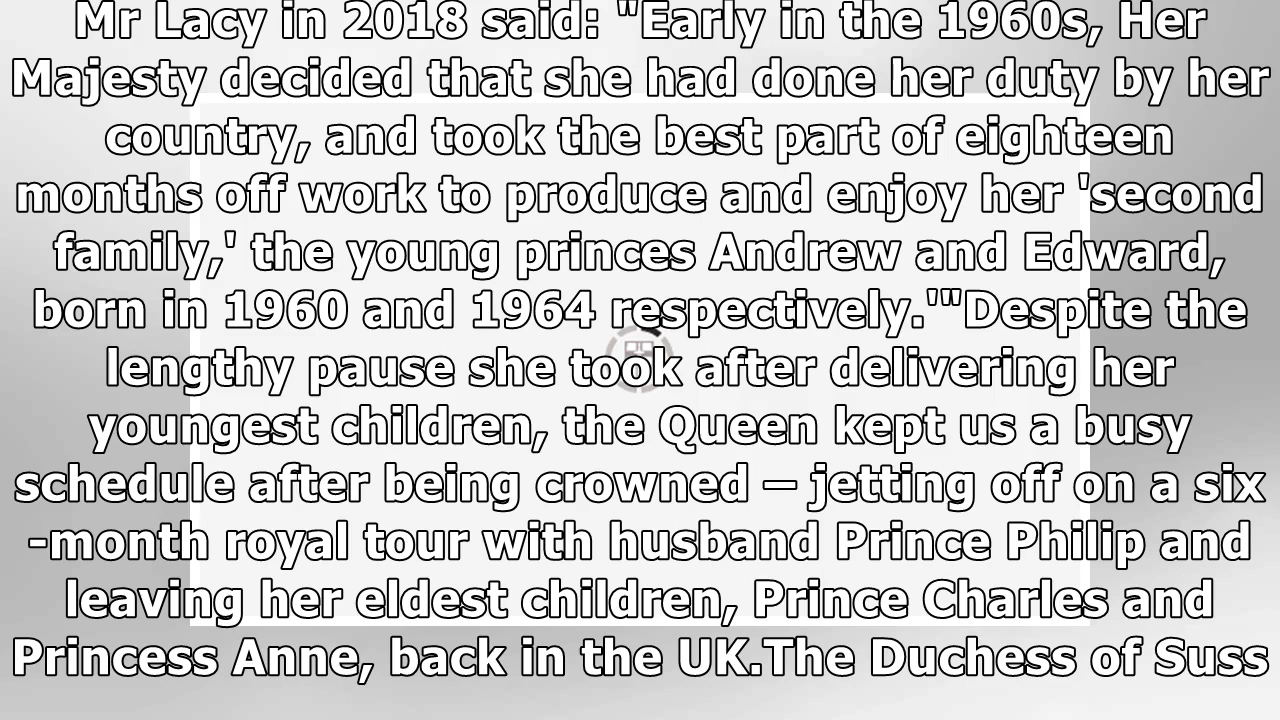 Mr Lacy in 2018 said: "Early in the 1960s, Her
Majesty decided that she had done her duty by her
country, and took the best part of eighteen
months off work to produce and enjoy her 'second
family,' the young princes Andrew and Edward,
born in 1960 and 1964 respectively.'"Despite the
lengthy pause she took after delivering her
youngest children, the Queen kept us a busy
schedule after being crowned – jetting off on a six
-month royal tour with husband Prince Philip and
leaving her eldest children, Prince Charles and
Princess Anne, back in the UK.The Duchess of Suss